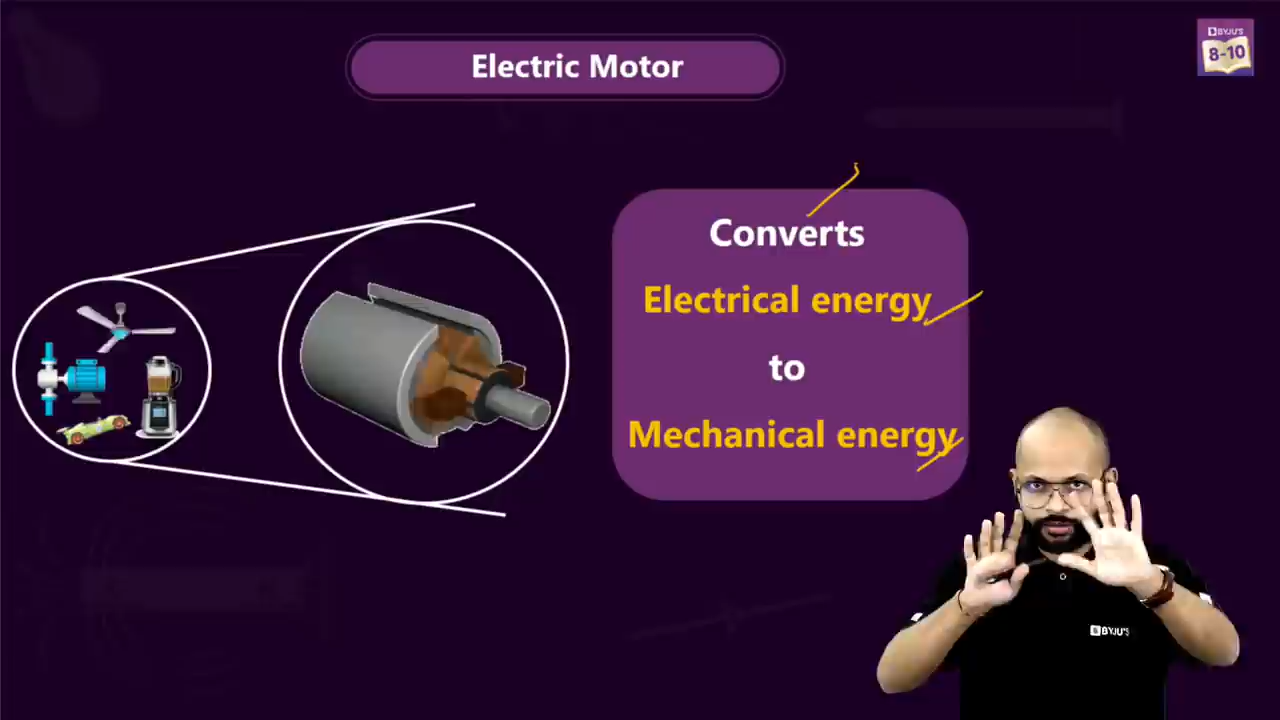 Electric Motor
BYJU'S
8-10
Converts
Electrical energy
to
Mechanical energy
BYJU'S